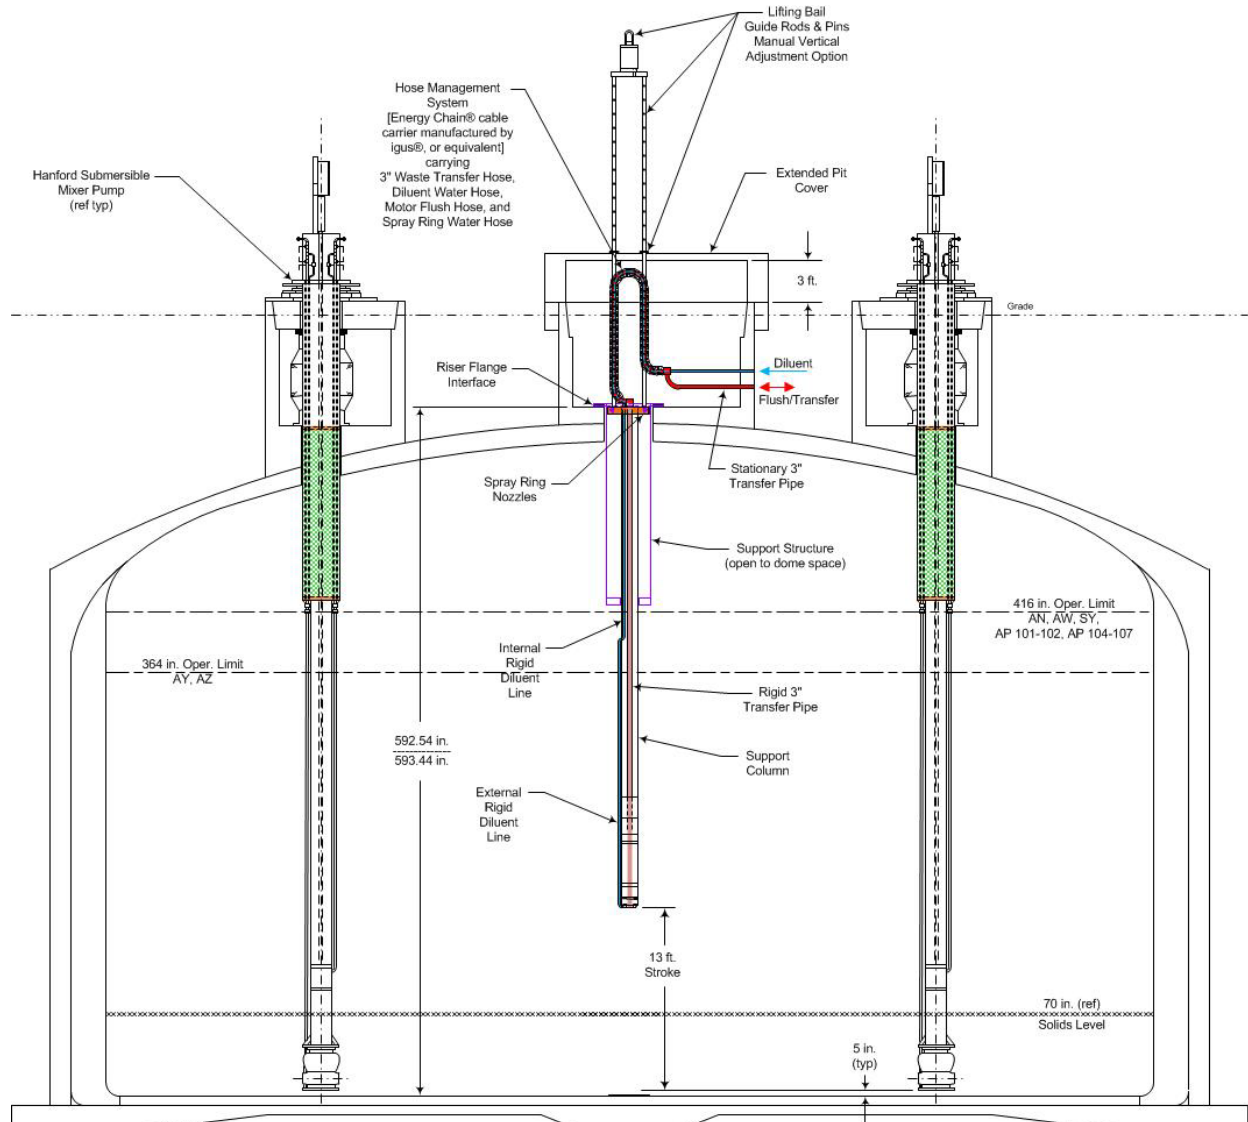 Lifting Bail
Guide Rods & Pins
Manual Vertical
Adjustment Option
Hose Management
System
[Energy Chain® cable
carrier manufactured by
igus®, or equivalent]
carrying
3" Waste Transfer Hose,
Diluent Water Hose,
Motor Flush Hose, and
Spray Ring Water Hose
Hanford Submersible
Mixer Pump
(ref typ)
Extended Pit
Cover
3 ft.
Grade
Riser Flange
Interface
Diluent
Flush/Transfer
Spray Ring
Nozzles
Stationary 3"
Transfer Pipe
Support Structure
(open to dome space)
416 in. Oper. Limit
AN, AW, SY,
AP 101-102, AP 104-107
364 in. Oper. Limit
AY, AZ
Internal
Rigid
Diluent
Line
Rigid 3"
Transfer Pipe
592.54 in.
593.44 in.
Support
Column
External
Rigid
Diluent
Line
13 ft.
Stroke
70 in. (ref)
Solids Level
5 in.
(typ)